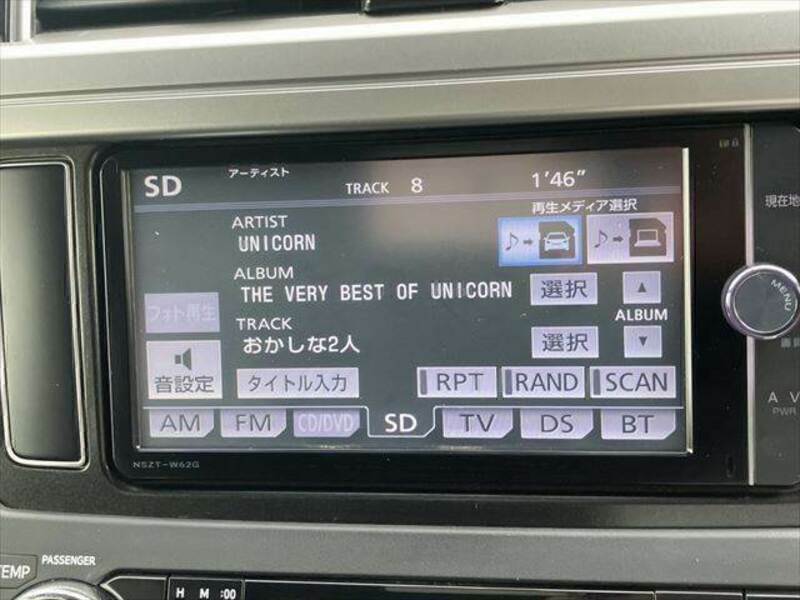 SD アーティスト TRACK 8 1'46"
再生メディア選択
ARTIST
UNICORN
ALBUM
THE VERY BEST OF UNICORN 選択 ▲
フォト再生
TRACK ALBUM
おかしな2人 選択 ▼
音設定 タイトル入力 RPT RAND SCAN
AM FM CD/DVD SD TV DS BT
NSZT-W62G
現在地
MENU
A V
PWR
TEMP PASSENGER
H M :00